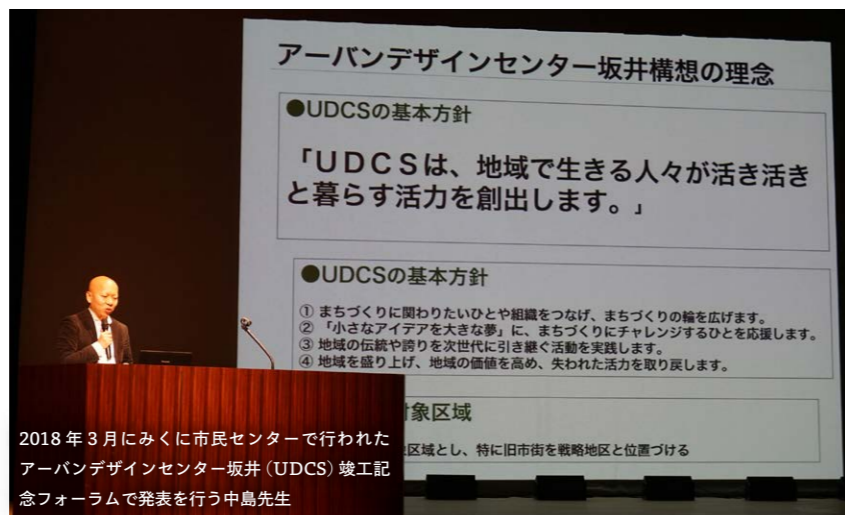 アーバンデザインセンター坂井構想の理念
●UDCSの基本方針
「ＵＤＣＳは、地域で生きる人々が活き活き
と暮らす活力を創出します。」
●UDCSの基本方針
① まちづくりに関わりたいひとや組織をつなげ、まちづくりの輪を広げます。
② 「小さなアイデアを大きな夢」に、まちづくりにチャレンジするひとを応援します。
③ 地域の伝統や誇りを次世代に引き継ぐ活動を実践します。
④ 地域を盛り上げ、地域の価値を高め、失われた活力を取り戻します。
対象区域
区域とし、特に旧市街を戦略地区と位置づける
2018 年 3 月にみくに市民センターで行われた
アーバンデザインセンター坂井（UDCS）竣工記
念フォーラムで発表を行う中島先生